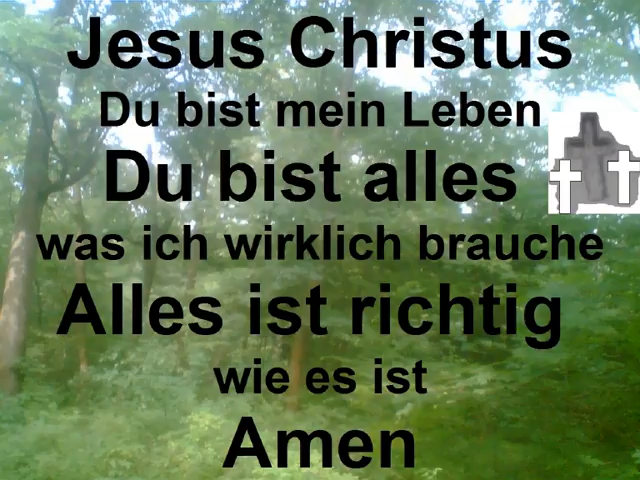 Jesus Christus
Du bist mein Leben
Du bist alles
was ich wirklich brauche
Alles ist richtig
wie es ist
Amen